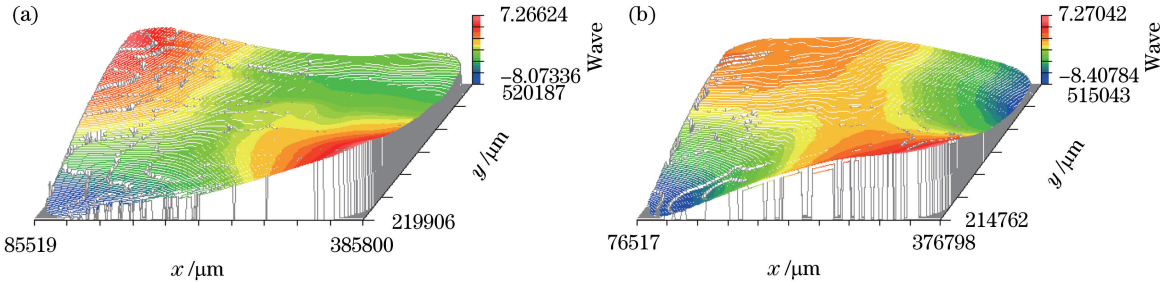 (a)
7.26624
Wave
−8.07336
520187
y /μm
219906
85519
385800
x /μm
(b)
7.27042
Wave
−8.40784
515043
y /μm
214762
76517
376798
x /μm